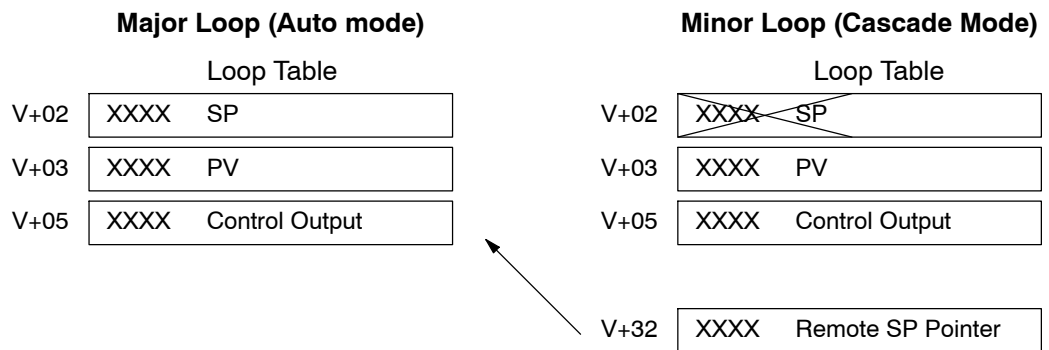 Major Loop (Auto mode)
Loop Table
V+02 XXXX SP
V+03 XXXX PV
V+05 XXXX Control Output
Minor Loop (Cascade Mode)
Loop Table
V+02 XXXX SP
V+03 XXXX PV
V+05 XXXX Control Output
V+32 XXXX Remote SP Pointer